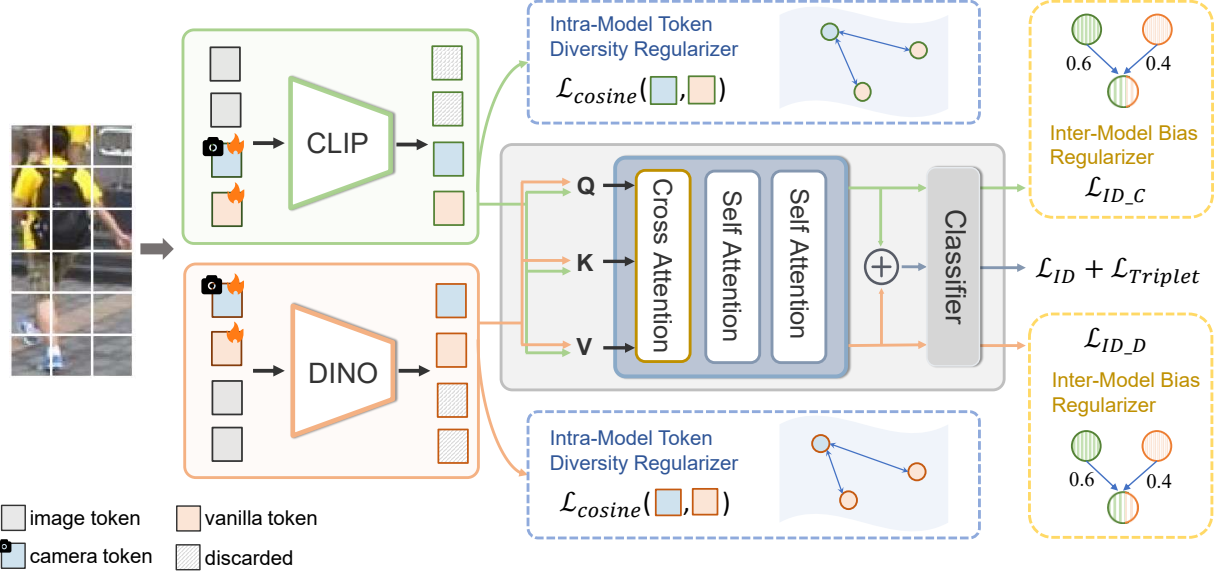 CLIP
Intra-Model Token
Diversity Regularizer
ℒcosine( , )
0.6
0.4
Inter-Model Bias
Regularizer
ℒID_C
Q
K
V
Cross Attention
Self Attention
Self Attention
Classifier
ℒID + ℒTriplet
DINO
Intra-Model Token
Diversity Regularizer
ℒcosine( , )
ℒID_D
Inter-Model Bias
Regularizer
0.6
0.4
image token
vanilla token
camera token
discarded